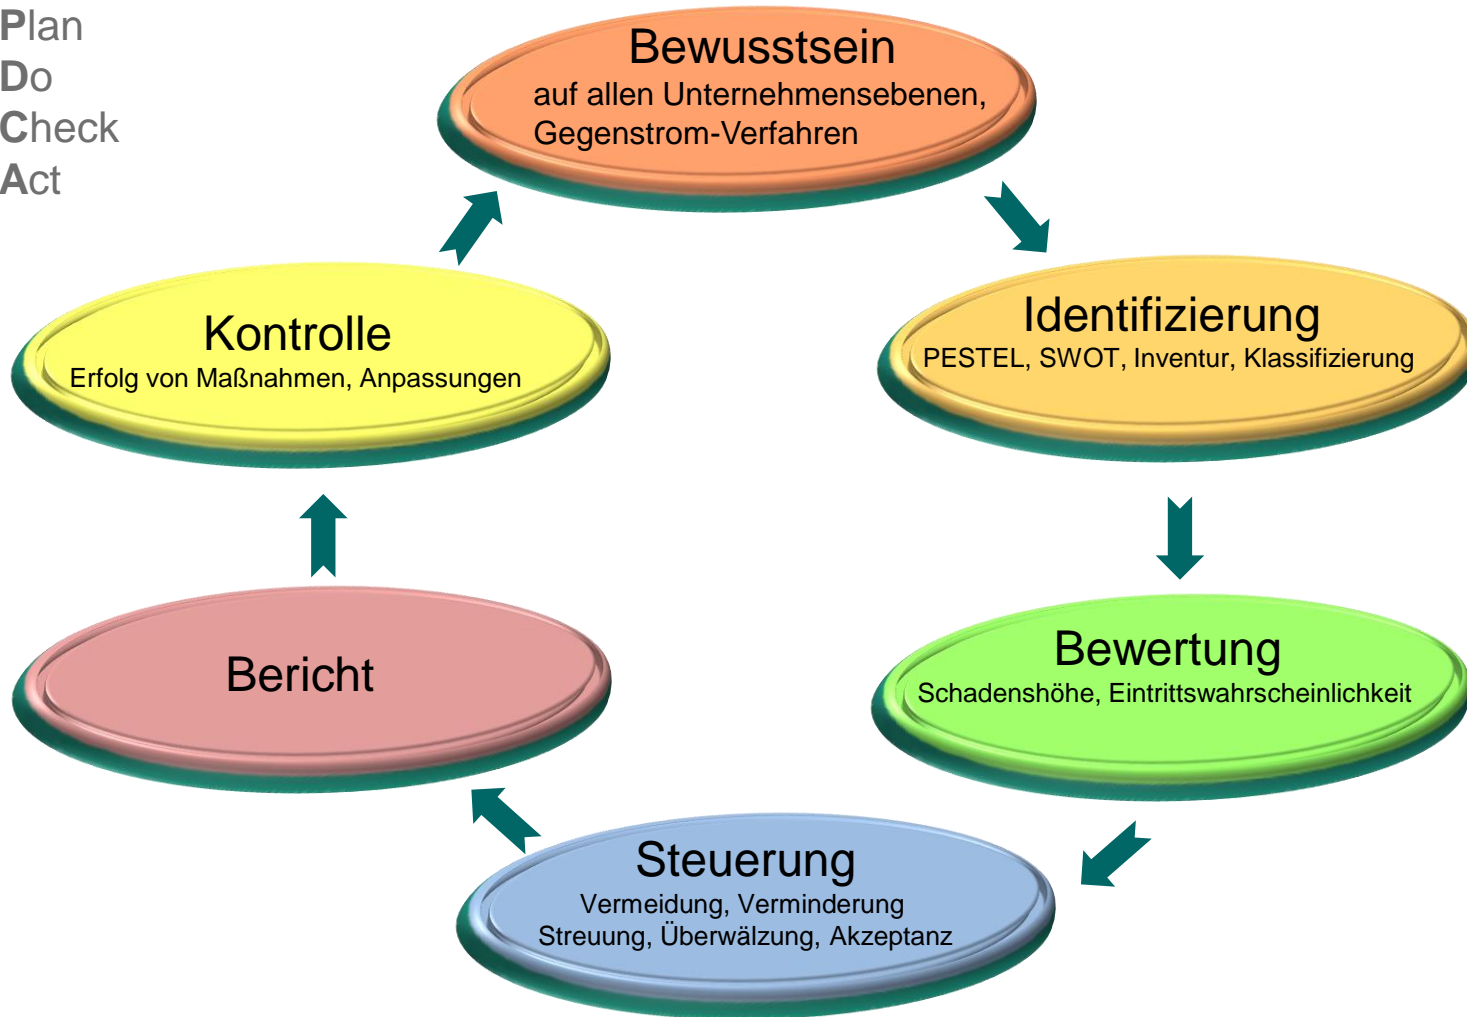 Plan
Do
Check
Act
Bewusstsein
auf allen Unternehmensebenen,
Gegenstrom-Verfahren
Identifizierung
PESTEL, SWOT, Inventur, Klassifizierung
Bewertung
Schadenshöhe, Eintrittswahrscheinlichkeit
Steuerung
Vermeidung, Verminderung
Streuung, Überwälzung, Akzeptanz
Bericht
Kontrolle
Erfolg von Maßnahmen, Anpassungen